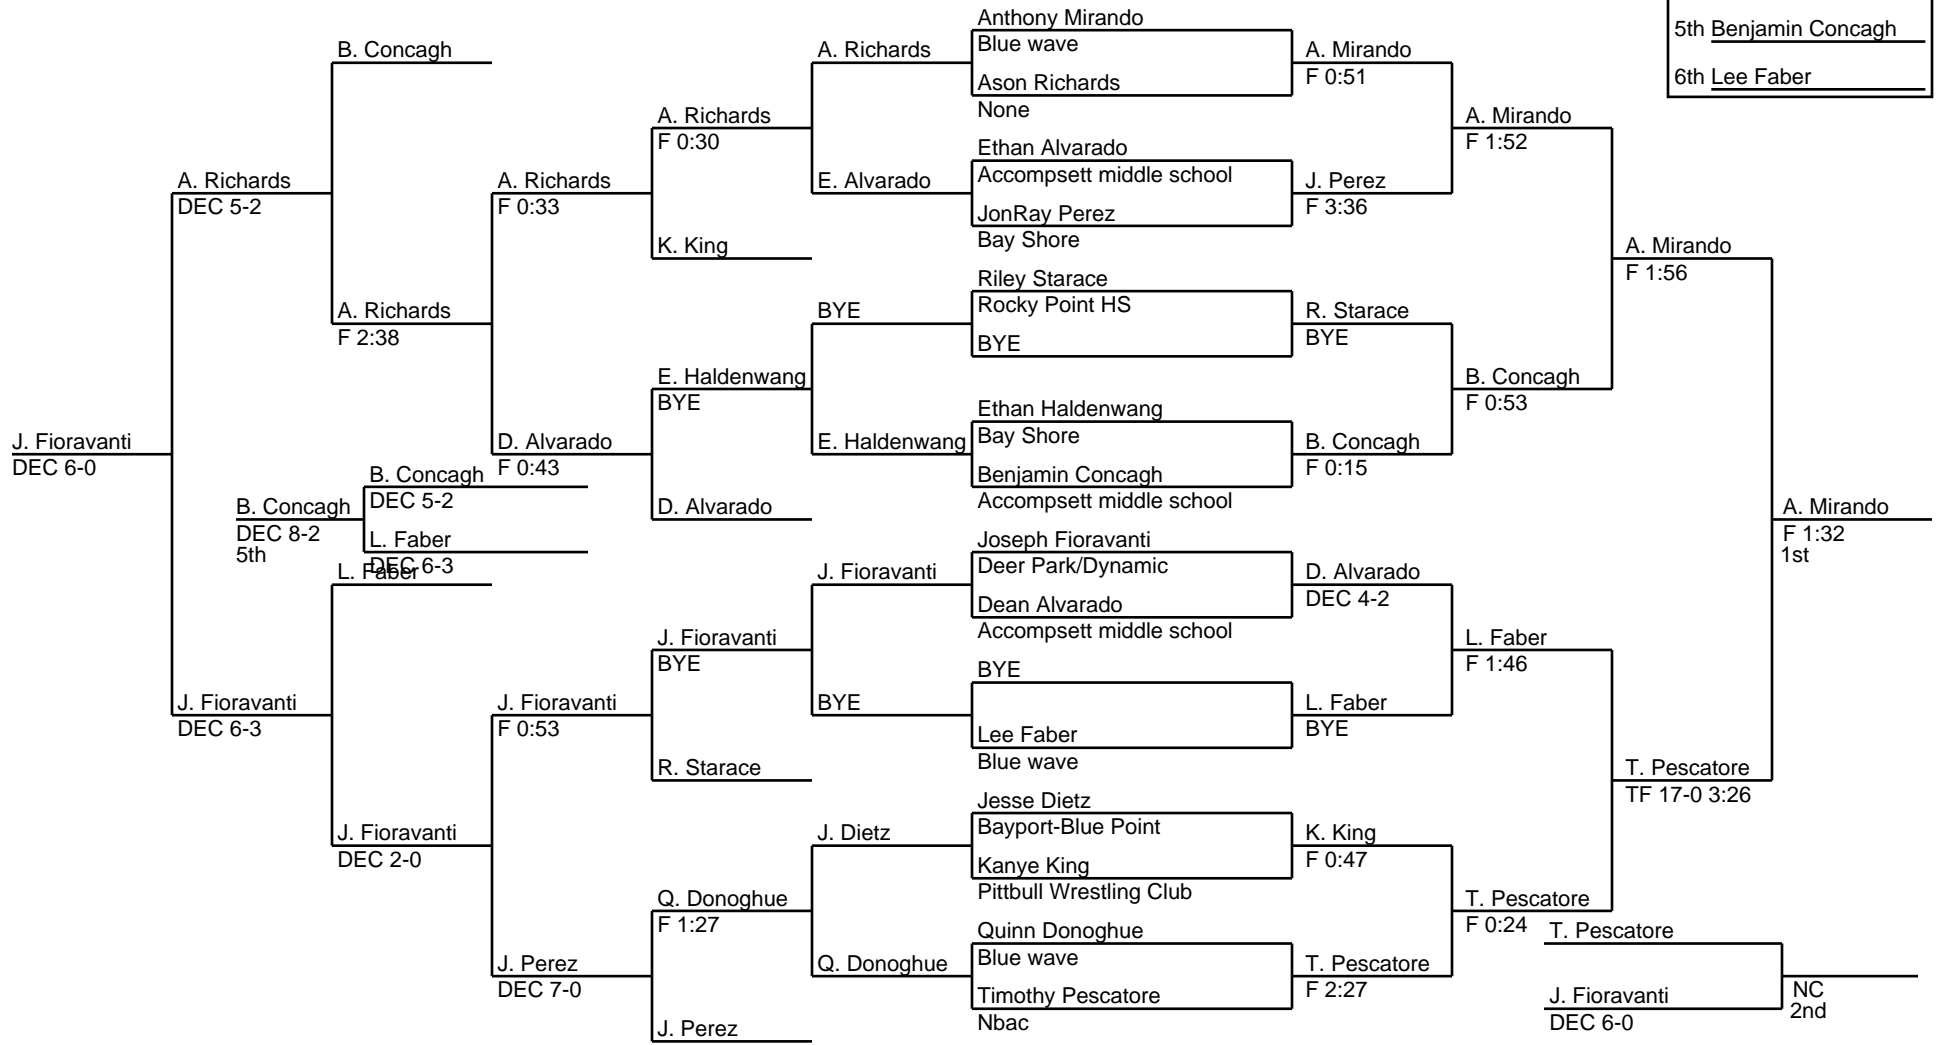 5th Benjamin Concagh
6th Lee Faber
J. Fioravanti
DEC 6-0
A. Richards
DEC 5-2
J. Fioravanti
DEC 6-3
B. Concagh
A. Richards
F 2:38
B. Concagh
DEC 8-2
5th
B. Concagh
DEC 5-2
L. Faber
DEC 6-3
L. Faber
J. Fioravanti
DEC 2-0
A. Richards
F 0:33
D. Alvarado
F 0:43
J. Fioravanti
F 0:53
J. Perez
DEC 7-0
A. Richards
F 0:30
K. King
E. Haldenwang
BYE
D. Alvarado
J. Fioravanti
BYE
R. Starace
Q. Donoghue
F 1:27
J. Perez
A. Richards
E. Alvarado
BYE
E. Haldenwang
J. Fioravanti
BYE
J. Dietz
Q. Donoghue
Anthony Mirando
Blue wave
Ason Richards
None
Ethan Alvarado
Accompsett middle school
JonRay Perez
Bay Shore
Riley Starace
Rocky Point HS
BYE
Ethan Haldenwang
Bay Shore
Benjamin Concagh
Accompsett middle school
Joseph Fioravanti
Deer Park/Dynamic
Dean Alvarado
Accompsett middle school
BYE
Lee Faber
Blue wave
Jesse Dietz
Bayport-Blue Point
Kanye King
Pittbull Wrestling Club
Quinn Donoghue
Blue wave
Timothy Pescatore
Nbac
A. Mirando
F 0:51
J. Perez
F 3:36
R. Starace
BYE
B. Concagh
F 0:15
D. Alvarado
DEC 4-2
L. Faber
BYE
K. King
F 0:47
T. Pescatore
F 2:27
A. Mirando
F 1:52
B. Concagh
F 0:53
L. Faber
F 1:46
T. Pescatore
F 0:24
A. Mirando
F 1:56
T. Pescatore
TF 17-0 3:26
A. Mirando
F 1:32
1st
T. Pescatore
J. Fioravanti
DEC 6-0
NC
2nd